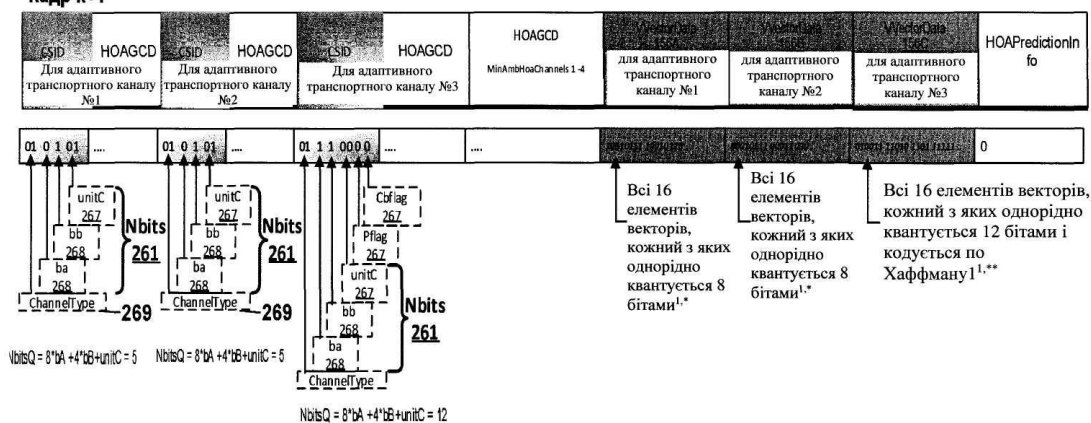 CSID HOAGCD
Для адаптивного
транспортного каналу
№1
CSID HOAGCD
Для адаптивного
транспортного каналу
№2
CSID HOAGCD
Для адаптивного
транспортного каналу №3
HOAGCD
MinAmbHoaChannels 1 -4
VVectorData
для адаптивного
транспортного
каналу №1
VVectorData
для адаптивного
транспортного
каналу №2
VVectorData
для адаптивного
транспортного
каналу №3
HOAPredictionIn
fo
01 0 1 01 ....
01 0 1 01 ....
01 1 1 00 0 0 ....
....
0
unitC
267
bb
268
ba
268
ChannelType
Nbits
261
269
NbitsQ = 8*bA +4*bB+unitC = 5
unitC
267
bb
268
ba
268
ChannelType
Nbits
261
269
NbitsQ = 8*bA +4*bB+unitC = 5
Cbflag
267
Pflag
267
unitC
267
bb
268
ba
268
ChannelType
Nbits
261
NbitsQ = 8*bA +4*bB+unitC = 12
Всі 16
елементів
векторів,
кожний з яких
однорідно
квантується 8
бітами1,*
Всі 16
елементів
векторів,
кожний з яких
однорідно
квантується 8
бітами1,*
Всі 16 елементів векторів,
кожний з яких однорідно
квантується 12 бітами і
кодується по
Хаффману1 1,**